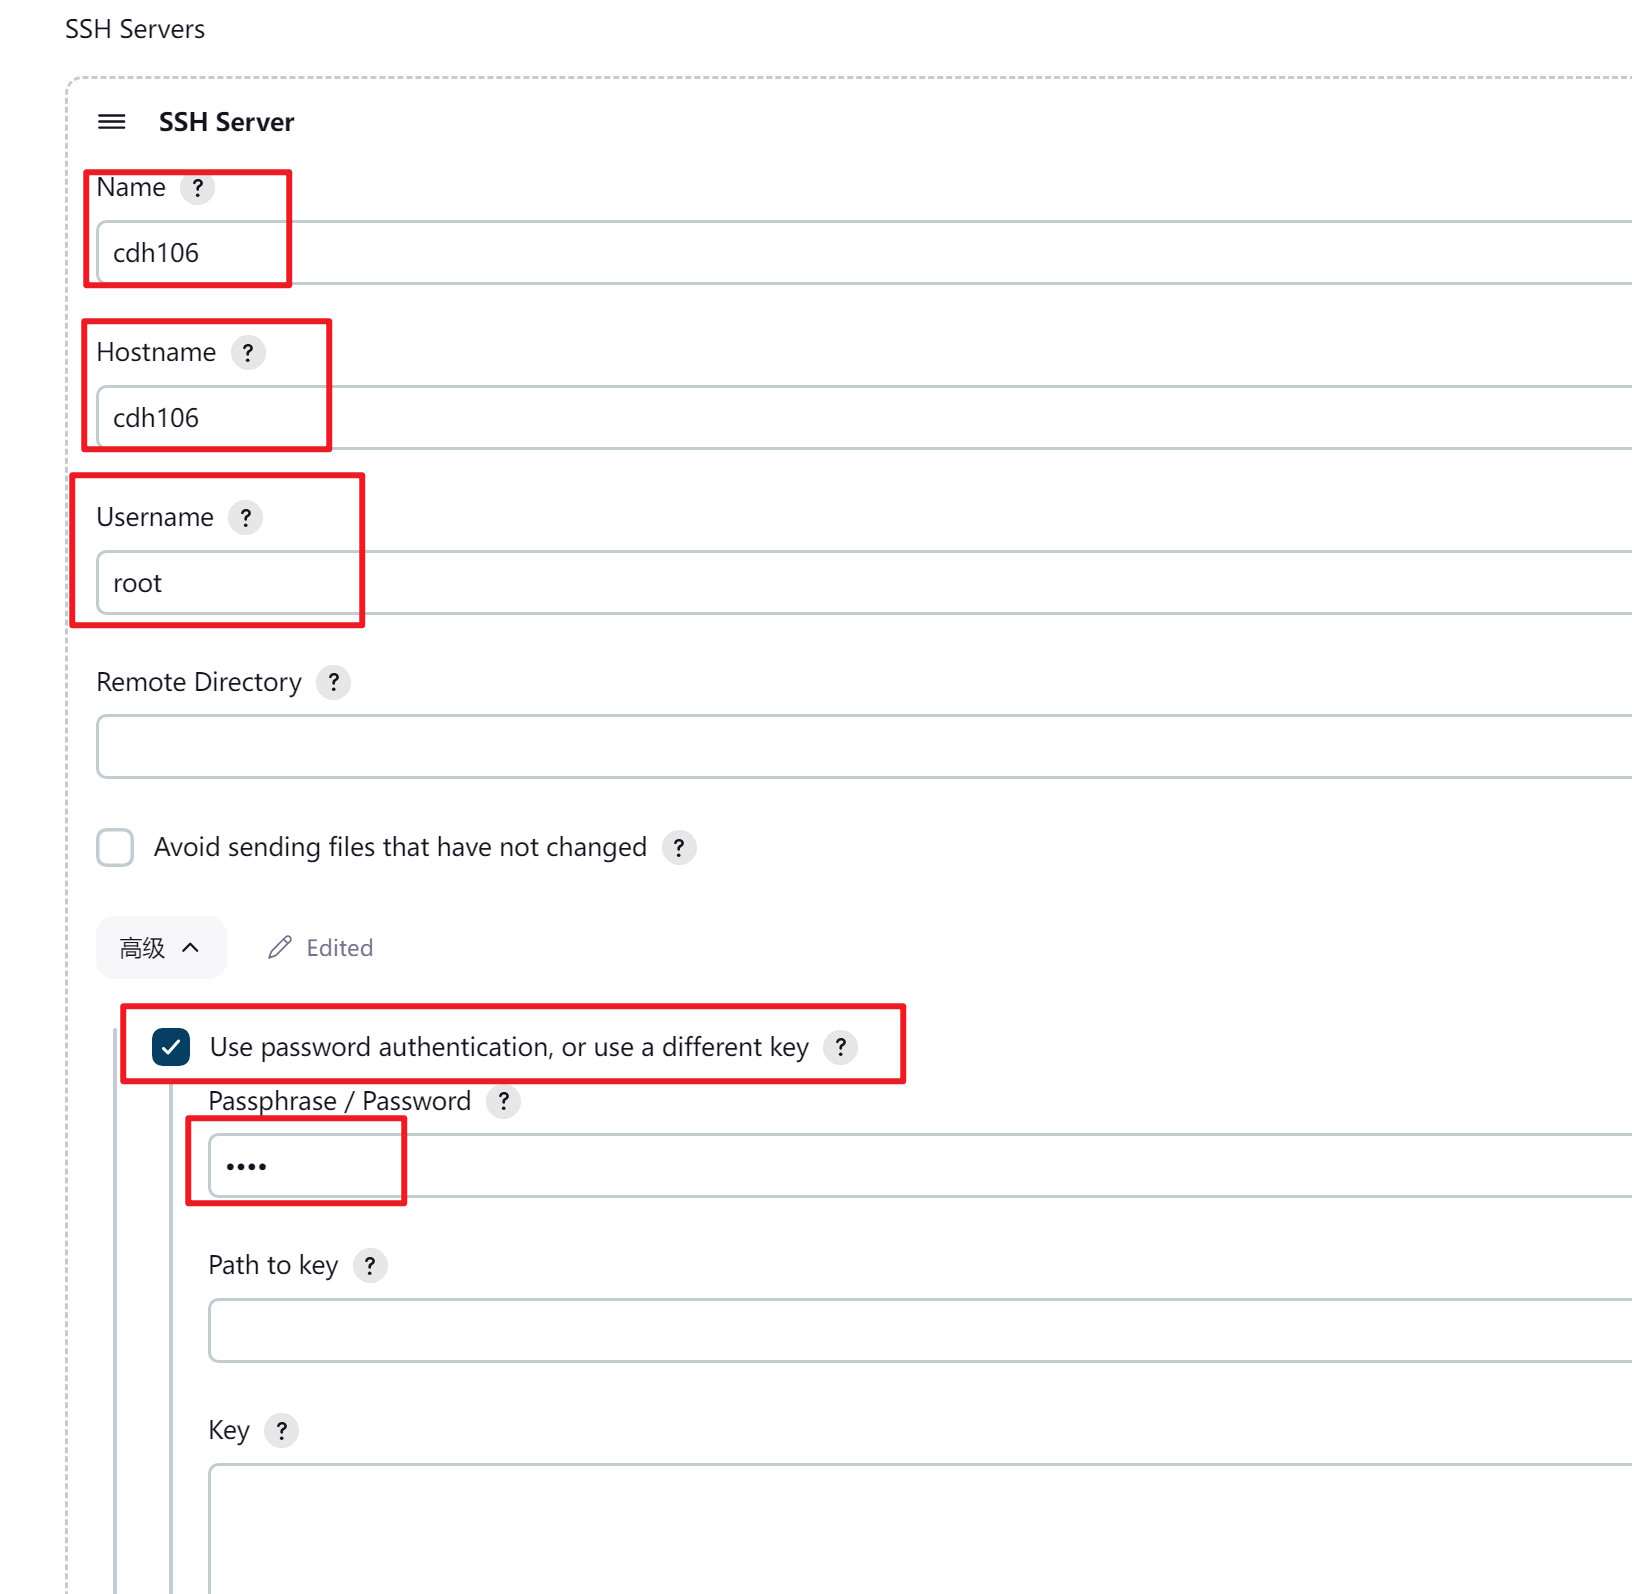 SSH Servers
SSH Server
Name ?
cdh106
Hostname ?
cdh106
Username ?
root
Remote Directory ?
Avoid sending files that have not changed ?
高级 Edited
Use password authentication, or use a different key ?
Passphrase / Password ?
••••
Path to key ?
Key ?